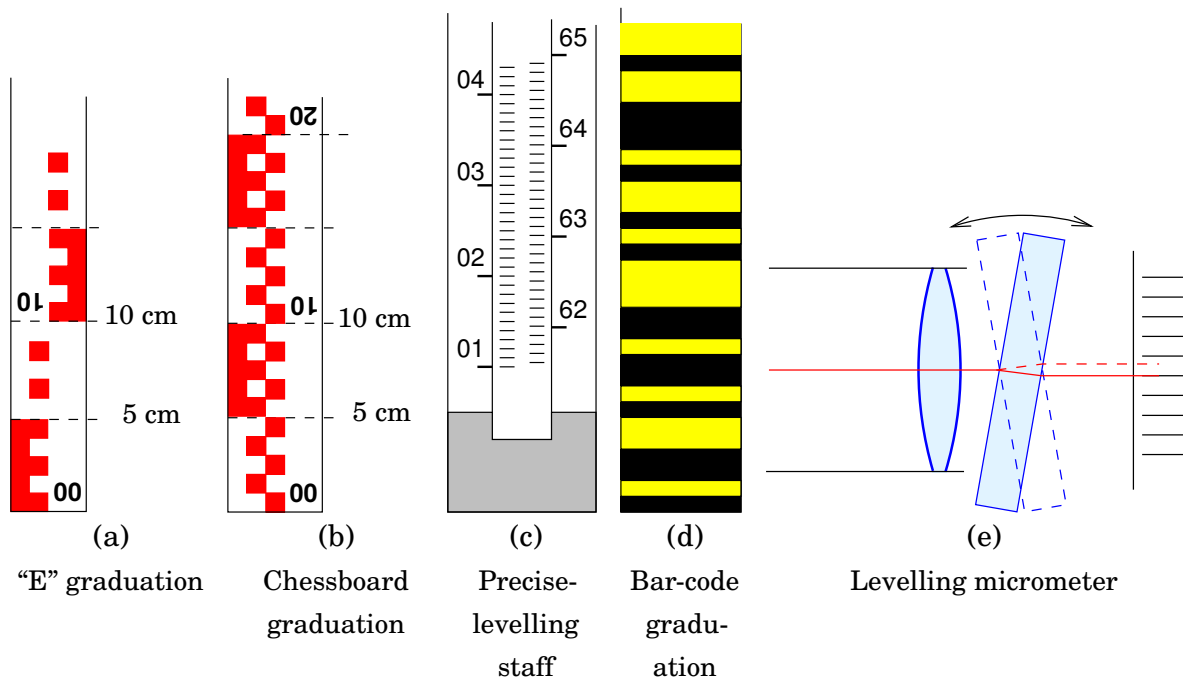 10
10 cm
5 cm
00
20
10
10 cm
5 cm
00
04
03
02
01
65
64
63
62
(a)
“E” graduation
(b)
Chessboard
graduation
(c)
Precise-
levelling
staff
(d)
Bar-code
gradu-
ation
(e)
Levelling micrometer